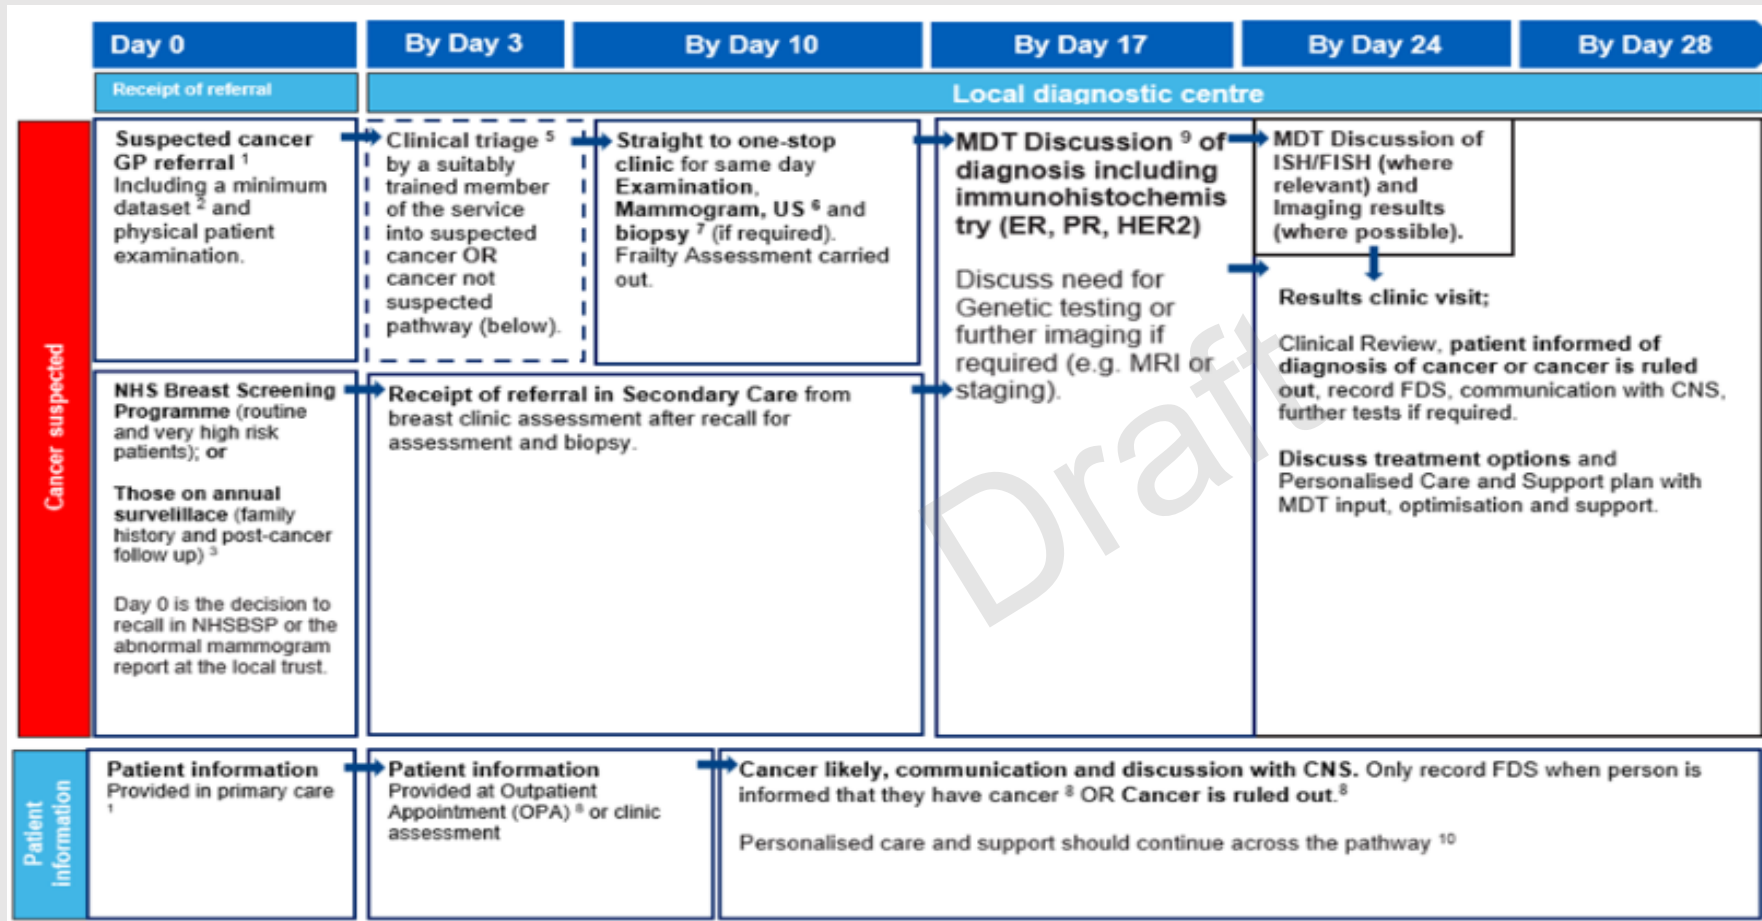 Day 0
By Day 3
By Day 10
By Day 17
By Day 24
By Day 28
Receipt of referral
Local diagnostic centre
Cancer suspected
Suspected cancer
GP referral 1
Including a minimum
dataset 2 and
physical patient
examination.
Clinical triage 5
by a suitably
trained member
of the service
into suspected
cancer OR
cancer not
suspected
pathway (below).
Straight to one-stop
clinic for same day
Examination,
Mammogram, US 6 and
biopsy 7 (if required).
Frailty Assessment carried
out.
MDT Discussion 9 of
diagnosis including
immunohistochemis
try (ER, PR, HER2)
Discuss need for
Genetic testing or
further imaging if
required (e.g. MRI or
staging).
MDT Discussion of
ISH/FISH (where
relevant) and
Imaging results
(where possible).
Results clinic visit;
Clinical Review, patient informed of
diagnosis of cancer or cancer is ruled
out, record FDS, communication with CNS,
further tests if required.
Discuss treatment options and
Personalised Care and Support plan with
MDT input, optimisation and support.
NHS Breast Screening
Programme (routine
and very high risk
patients); or
Those on annual
survelillace (family
history and post-cancer
follow up) 3
Day 0 is the decision to
recall in NHSBSP or the
abnormal mammogram
report at the local trust.
Receipt of referral in Secondary Care from
breast clinic assessment after recall for
assessment and biopsy.
Draft
Patient
information
Patient information
Provided in primary care
1
Patient information
Provided at Outpatient
Appointment (OPA) 8 or clinic
assessment
Cancer likely, communication and discussion with CNS. Only record FDS when person is
informed that they have cancer 8 OR Cancer is ruled out.8
Personalised care and support should continue across the pathway 10